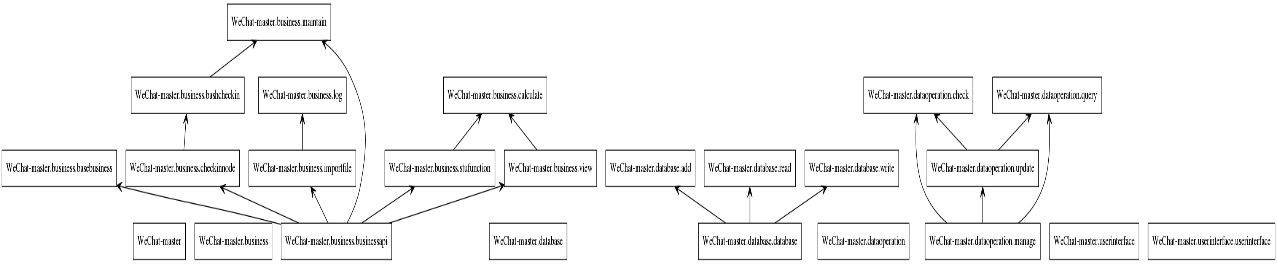 WeChat-master.business.maintain
WeChat-master.business.bashcheckin
WeChat-master.business.log
WeChat-master.business.calculate
WeChat-master.dataoperation.check
WeChat-master.dataoperation.query
WeChat-master.business.basebusiness
WeChat-master.business.checkinnode
WeChat-master.business.importfile
WeChat-master.business.stufunction
WeChat-master.business.view
WeChat-master.database.add
WeChat-master.database.read
WeChat-master.database.write
WeChat-master.dataoperation.update
WeChat-master
WeChat-master.business
WeChat-master.business.businessapi
WeChat-master.database
WeChat-master.database.database
WeChat-master.dataoperation
WeChat-master.dataoperation.manage
WeChat-master.userinterface
WeChat-master.userinterface.userinterface